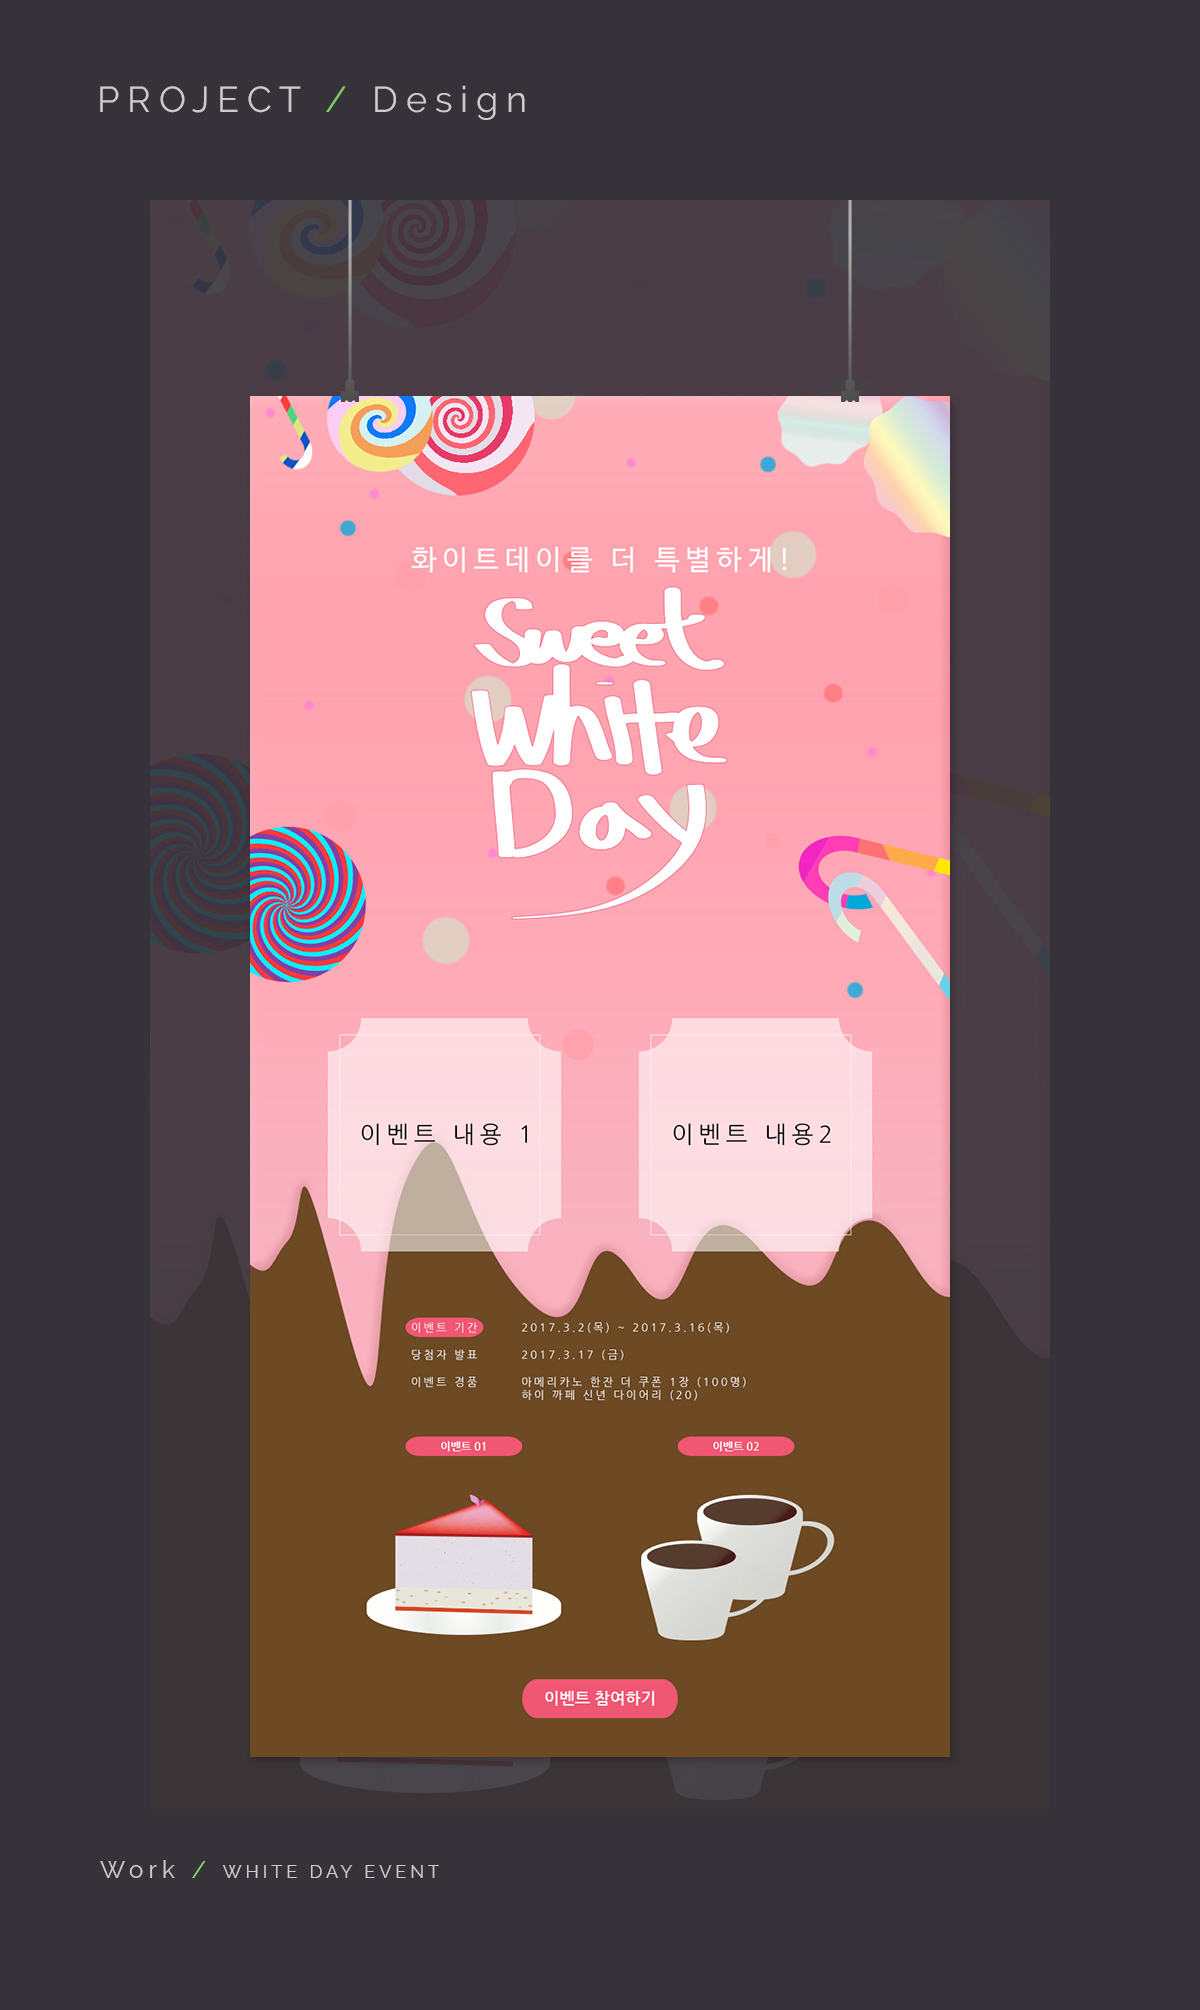 PROJECT / Design
화이트데이를 더 특별하게!
Sweet
White
Day
이벤트 내용 1
이벤트 내용2
이벤트 기간 2017.3.2(목) ~ 2017.3.16(목)
당첨자 발표 2017.3.17 (금)
이벤트 경품 아메리카노 한잔 더 쿠폰 1장 (100명)
하이 까페 신년 다이어리 (20)
이벤트 01
이벤트 02
이벤트 참여하기
Work / WHITE DAY EVENT